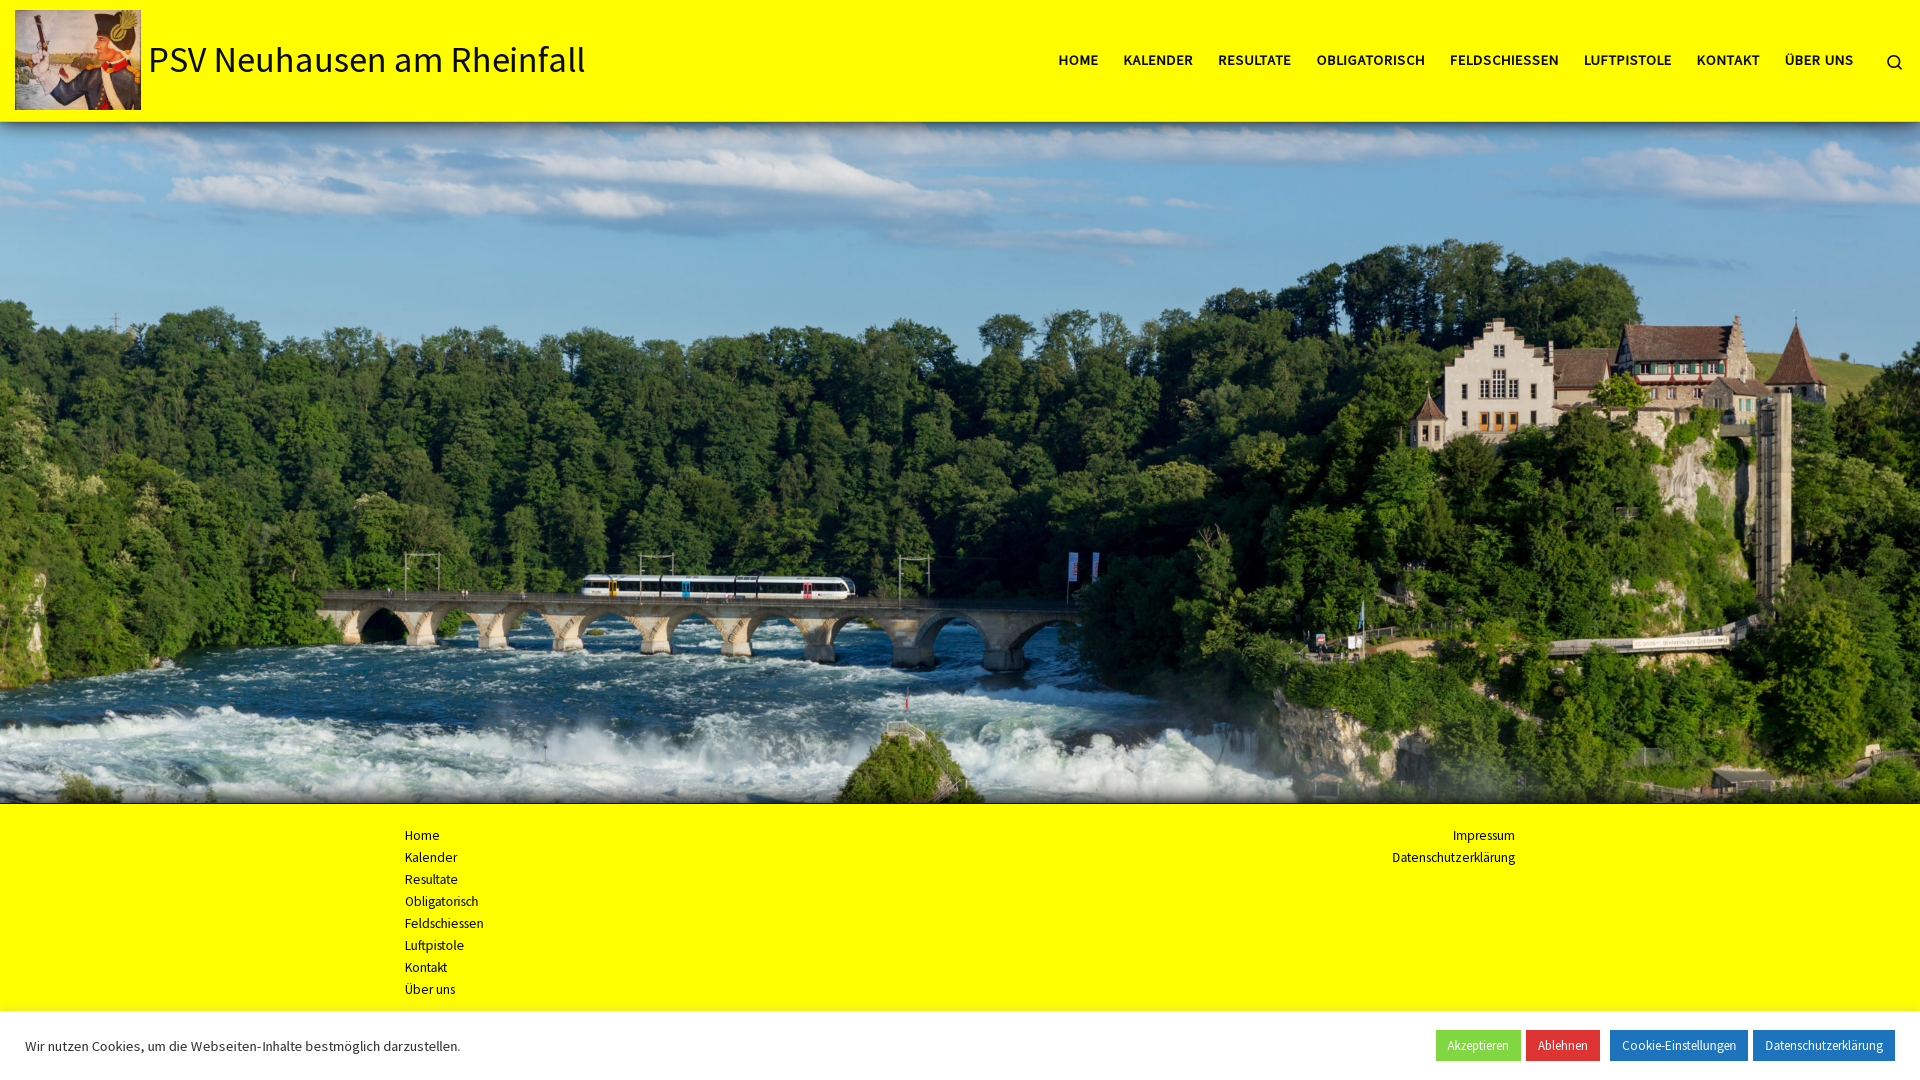 PSV Neuhausen am Rheinfall
HOME KALENDER RESULTATE OBLIGATORISCH FELDSCHIESSEN LUFTPISTOLE KONTAKT ÜBER UNS
Home
Kalender
Resultate
Obligatorisch
Feldschiessen
Luftpistole
Kontakt
Über uns
Impressum
Datenschutzerklärung
Wir nutzen Cookies, um die Webseiten-Inhalte bestmöglich darzustellen.
Akzeptieren Ablehnen Cookie-Einstellungen Datenschutzerklärung